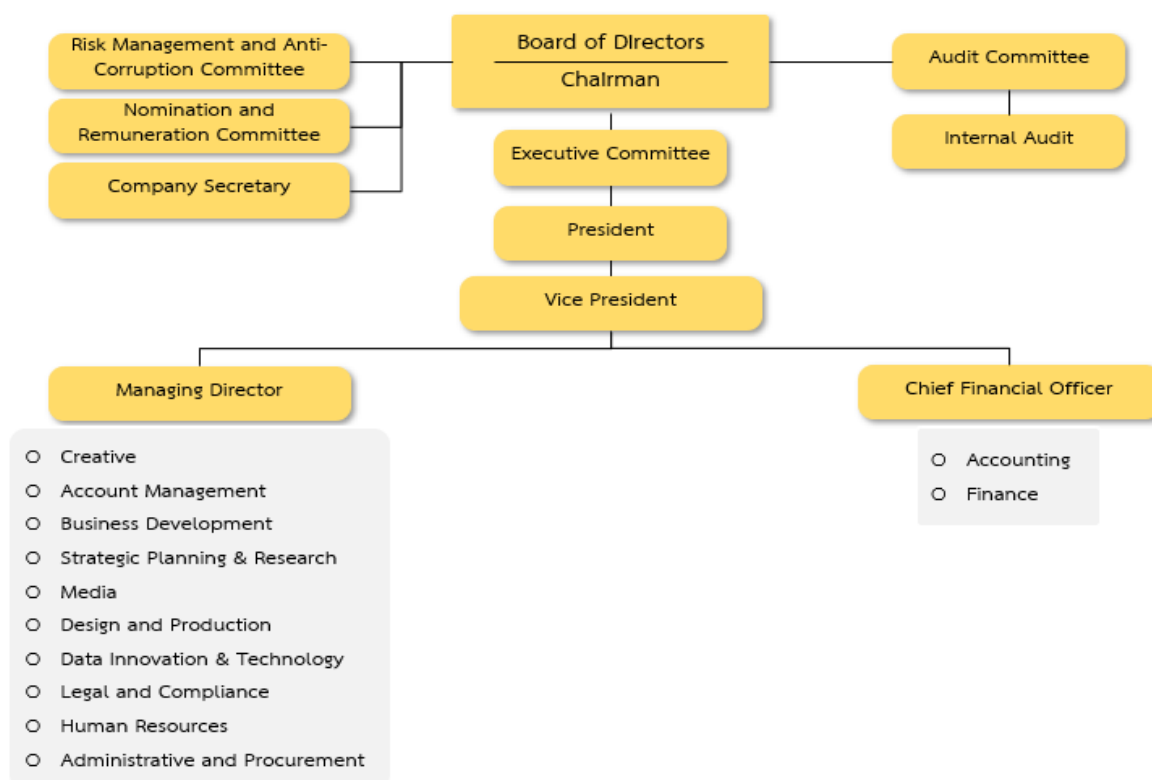 Risk Management and Anti-
Corruption Committee
Nomination and
Remuneration Committee
Company Secretary
Board of Directors
Chairman
Audit Committee
Internal Audit
Executive Committee
President
Vice President
Managing Director
Creative
Account Management
Business Development
Strategic Planning & Research
Media
Design and Production
Data Innovation & Technology
Legal and Compliance
Human Resources
Administrative and Procurement
Chief Financial Officer
Accounting
Finance